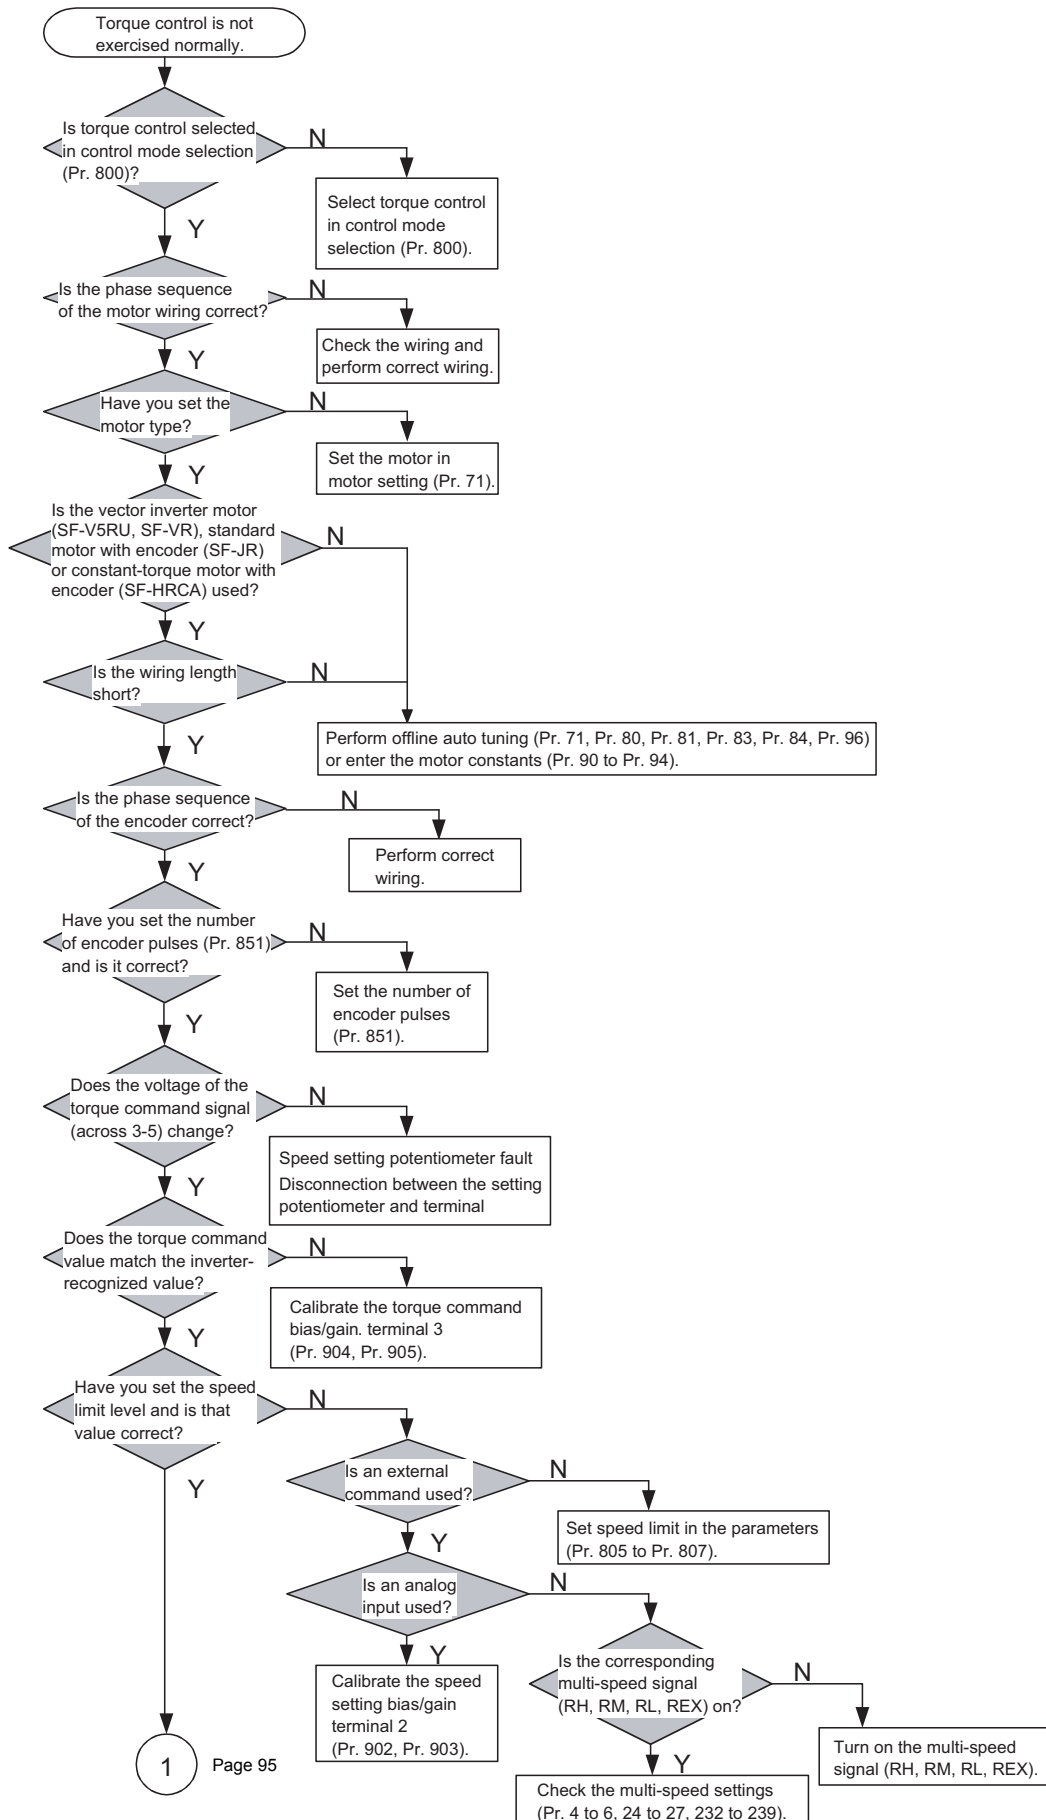 Torque control is not
exercised normally.
Is torque control selected
in control mode selection
(Pr. 800)?
N
Select torque control
in control mode
selection (Pr. 800).
Y
Is the phase sequence
of the motor wiring correct?
N
Check the wiring and
perform correct wiring.
Y
Have you set the
motor type?
N
Set the motor in
motor setting (Pr. 71).
Y
Is the vector inverter motor
(SF-V5RU, SF-VR), standard
motor with encoder (SF-JR)
or constant-torque motor with
encoder (SF-HRCA) used?
N
Y
Is the wiring length
short?
N
Perform offline auto tuning (Pr. 71, Pr. 80, Pr. 81, Pr. 83, Pr. 84, Pr. 96)
or enter the motor constants (Pr. 90 to Pr. 94).
Y
Is the phase sequence
of the encoder correct?
N
Perform correct
wiring.
Y
Have you set the number
of encoder pulses (Pr. 851)
and is it correct?
N
Set the number of
encoder pulses
(Pr. 851).
Y
Does the voltage of the
torque command signal
(across 3-5) change?
N
Speed setting potentiometer fault
Disconnection between the setting
potentiometer and terminal
Y
Does the torque command
value match the inverter-
recognized value?
N
Calibrate the torque command
bias/gain. terminal 3
(Pr. 904, Pr. 905).
Y
Have you set the speed
limit level and is that
value correct?
N
Y
Is an external
command used?
N
Set speed limit in the parameters
(Pr. 805 to Pr. 807).
Y
Is an analog
input used?
N
Y
Calibrate the speed
setting bias/gain
terminal 2
(Pr. 902, Pr. 903).
Is the corresponding
multi-speed signal
(RH, RM, RL, REX) on?
N
Turn on the multi-speed
signal (RH, RM, RL, REX).
Y
Check the multi-speed settings
(Pr. 4 to 6, 24 to 27, 232 to 239).
1 Page 95